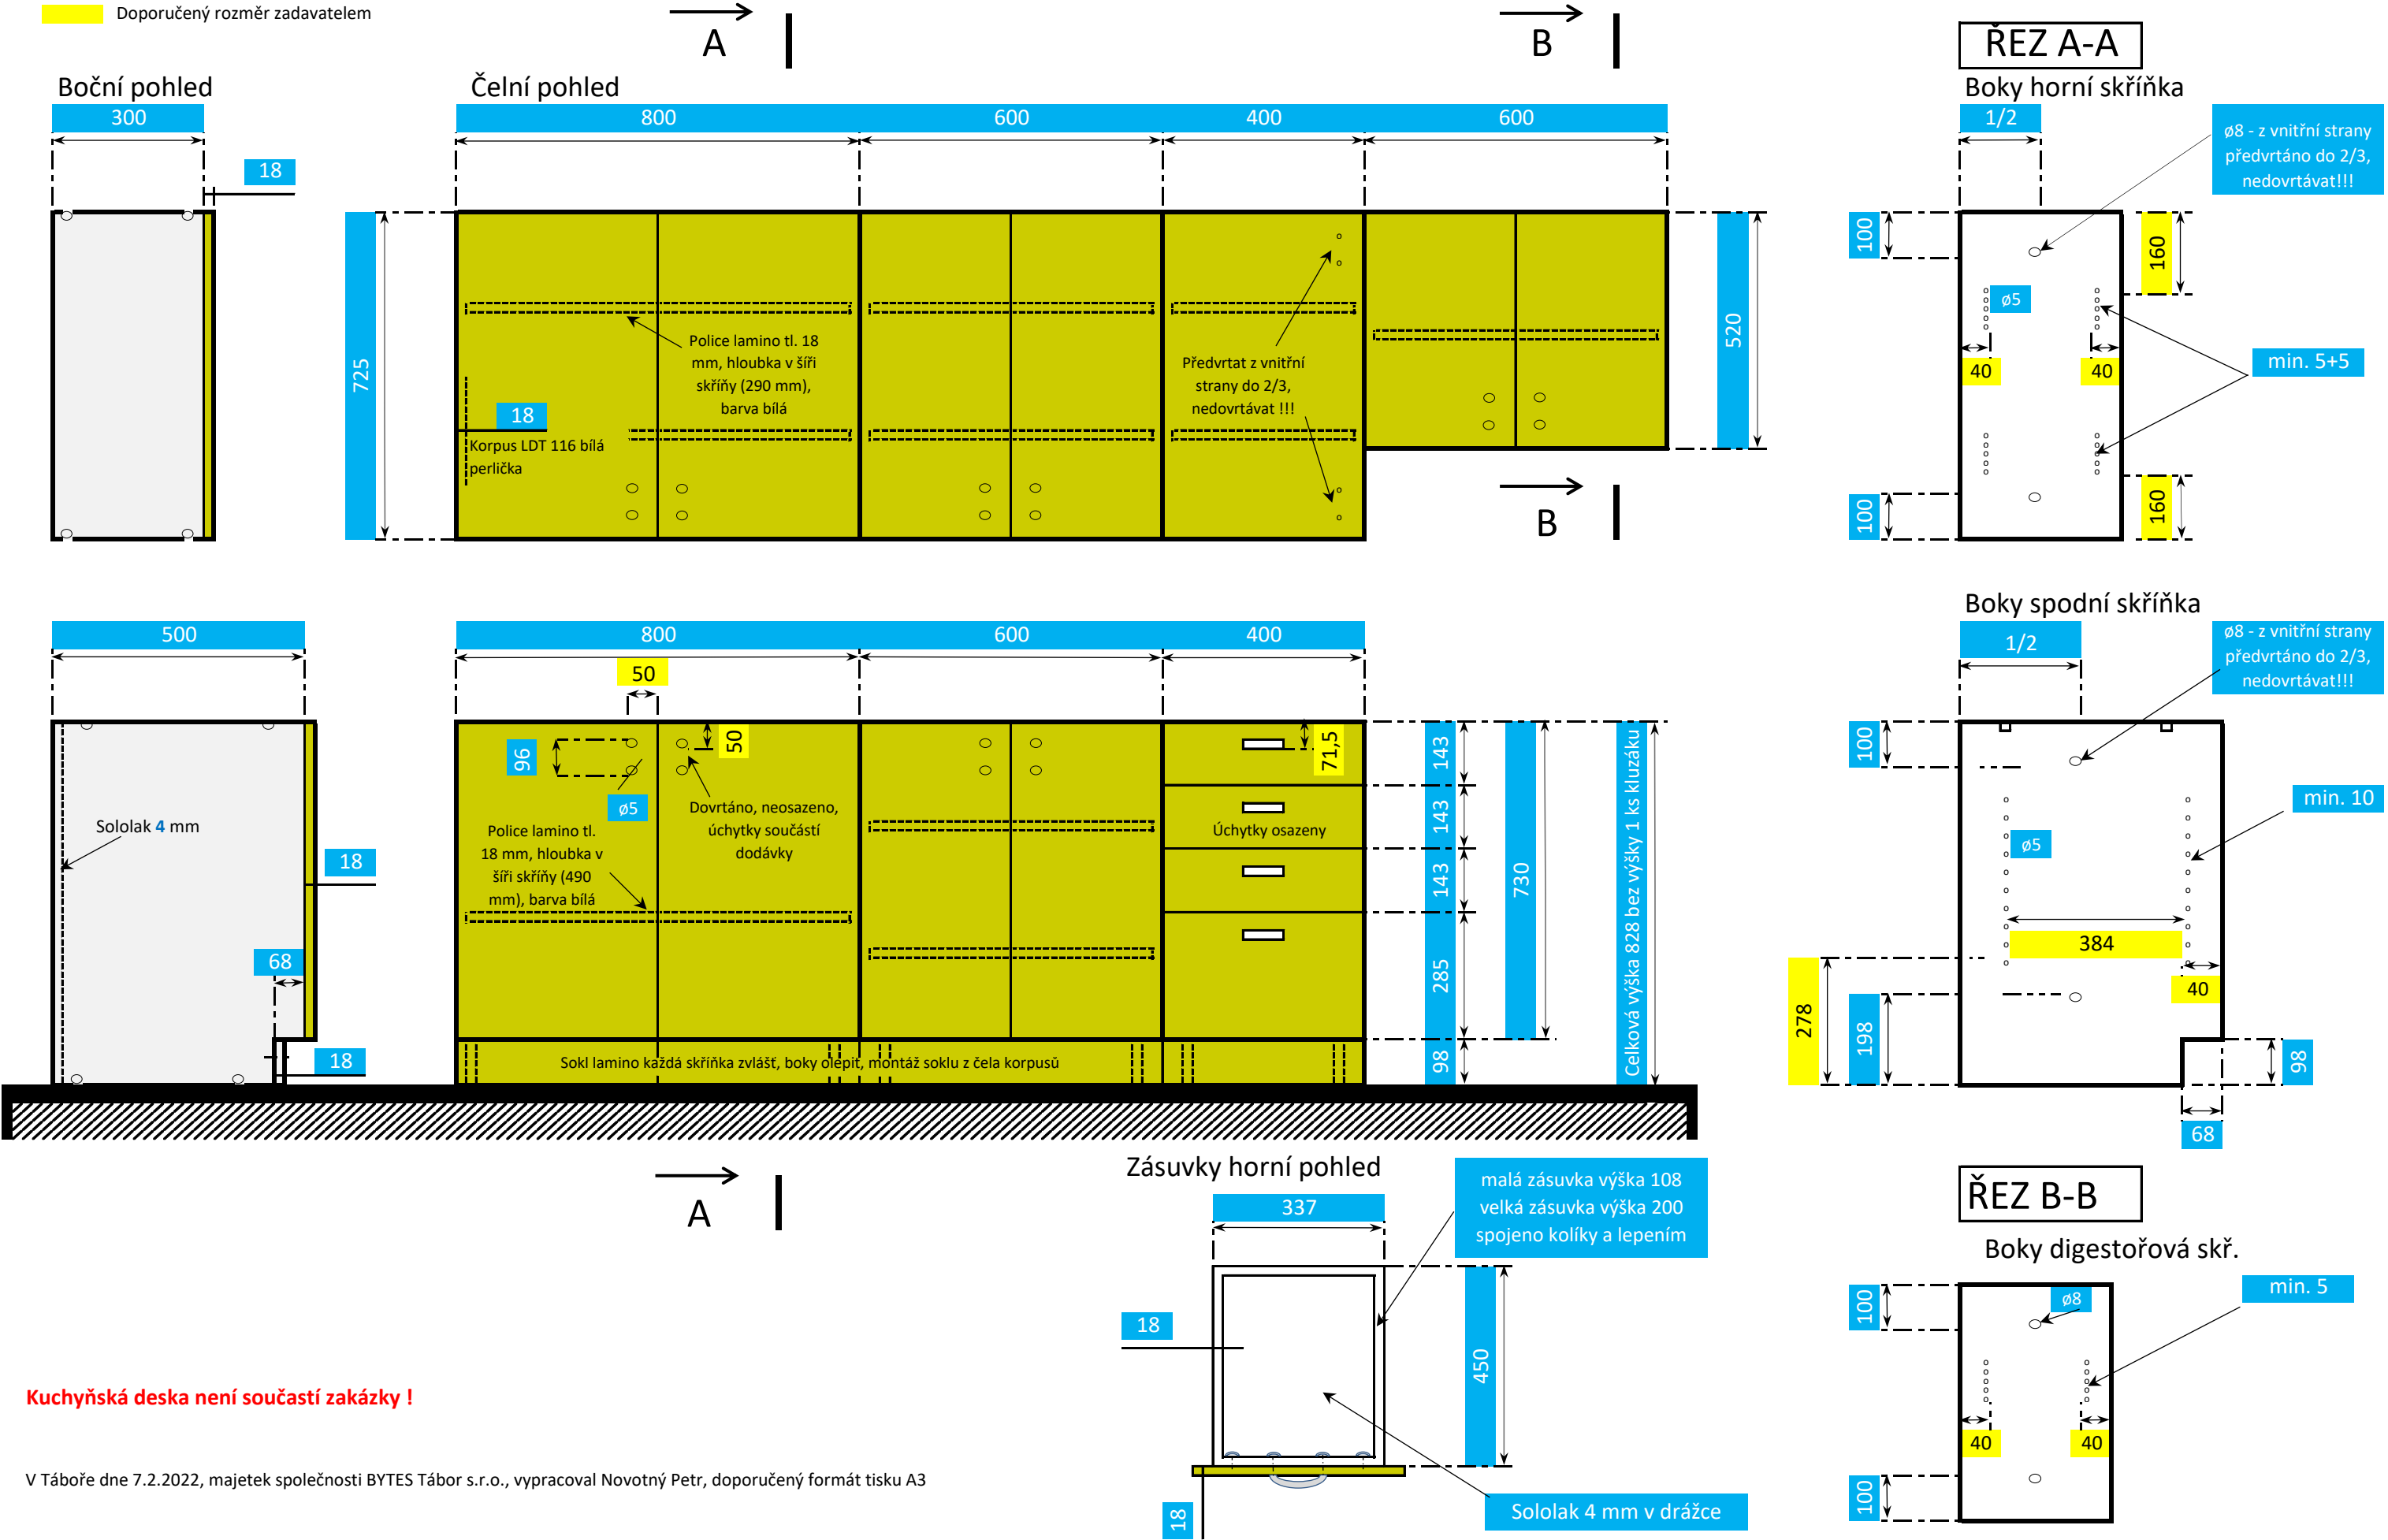 Doporučený rozměr zadavatelem
A
B
ŘEZ A-A
Boční pohled
Čelní pohled
Boky horní skříňka
300
800
600
400
600
1/2
ø8 - z vnitřní strany
předvrtáno do 2/3,
nedovrtávat!!!
18
725
520
100
160
ø5
40
40
min. 5+5
100
160
Police lamino tl. 18
mm, hloubka v šíři
skříňy (290 mm),
barva bílá
Předvrtat z vnitřní
strany do 2/3,
nedovrtávat !!!
18
Korpus LDT 116 bílá
perlička
B
Boky spodní skříňka
500
800
600
400
1/2
ø8 - z vnitřní strany
předvrtáno do 2/3,
nedovrtávat!!!
50
96
50
71,5
ø5
Dovrtáno, neosazeno,
úchytky součástí
dodávky
Police lamino tl.
18 mm, hloubka v
šíři skříňy (490
mm), barva bílá
Úchytky osazeny
Sololak 4 mm
18
68
18
143
143
143
285
98
730
Celková výška 828 bez výšky 1 ks kluzáku
100
min. 10
ø5
384
40
278
198
98
68
Sokl lamino každá skříňka zvlášť, boky olepit, montáž soklu z čela korpusů
A
Zásuvky horní pohled
337
malá zásuvka výška 108
velká zásuvka výška 200
spojeno kolíky a lepením
18
450
18
Sololak 4 mm v drážce
ŘEZ B-B
Boky digestořová skř.
100
ø8
min. 5
40
40
100
Kuchyňská deska není součastí zakázky !
V Táboře dne 7.2.2022, majetek společnosti BYTES Tábor s.r.o., vypracoval Novotný Petr, doporučený formát tisku A3